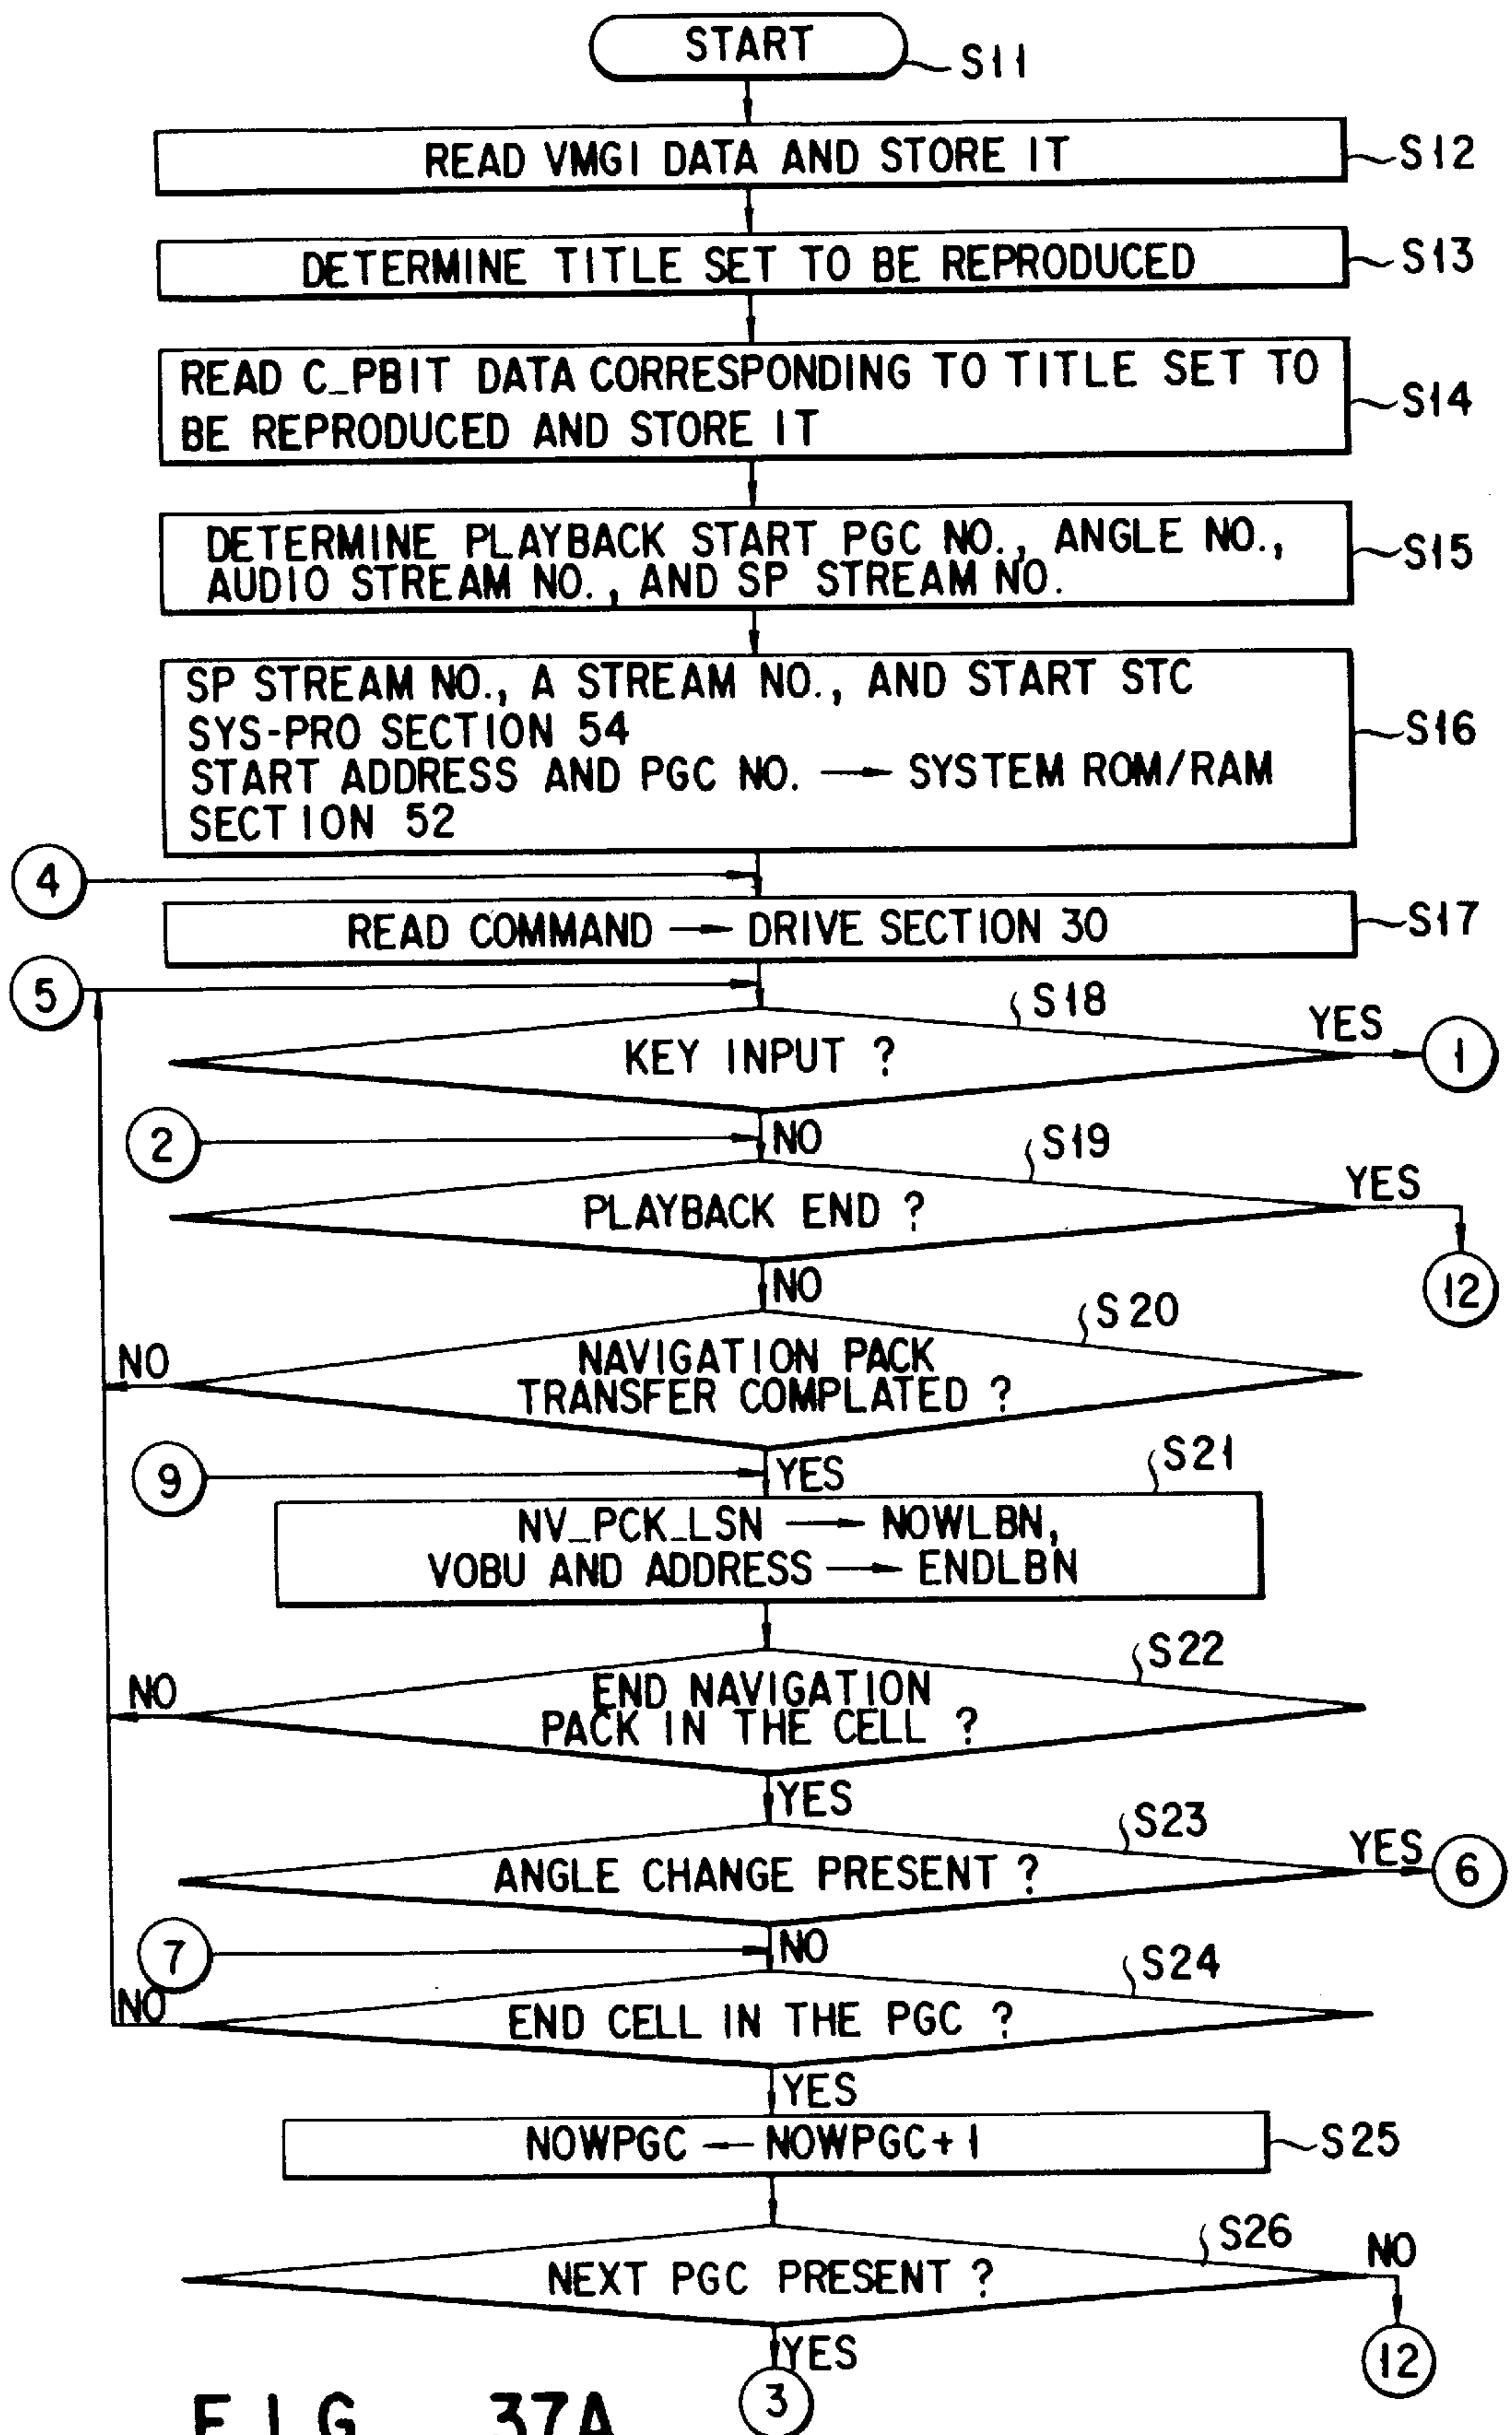 START
S11
READ VMGI DATA AND STORE IT
S12
DETERMINE TITLE SET TO BE REPRODUCED
S13
READ C_PBIT DATA CORRESPONDING TO TITLE SET TO
BE REPRODUCED AND STORE IT
S14
DETERMINE PLAYBACK START PGC NO., ANGLE NO.,
AUDIO STREAM NO., AND SP STREAM NO.
S15
SP STREAM NO., A STREAM NO., AND START STC
SYS-PRO SECTION 54
START ADDRESS AND PGC NO. → SYSTEM ROM/RAM
SECTION 52
S16
4
READ COMMAND → DRIVE SECTION 30
S17
5
S18
KEY INPUT ?
YES
1
2
NO
S19
PLAYBACK END ?
YES
12
NO
S20
NAVIGATION PACK
TRANSFER COMPLATED ?
NO
9
YES
S21
NV_PCK_LSN → NOWLBN,
VOBU AND ADDRESS → ENDLBN
S22
END NAVIGATION
PACK IN THE CELL ?
NO
YES
S23
ANGLE CHANGE PRESENT ?
YES
6
7
NO
S24
END CELL IN THE PGC ?
NO
YES
NOWPGC ← NOWPGC+1
S25
S26
NEXT PGC PRESENT ?
NO
12
YES
3
FIG. 37A